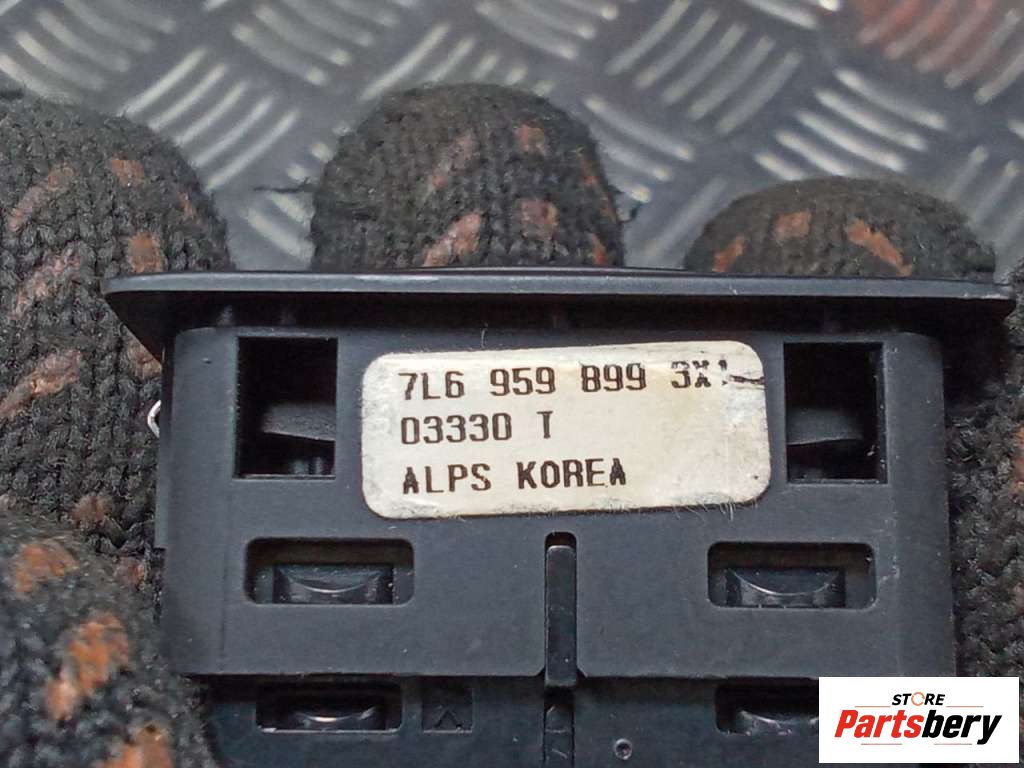 7L6 959 899 3X1
03330 T
ALPS KOREA
STORE
Partsbery